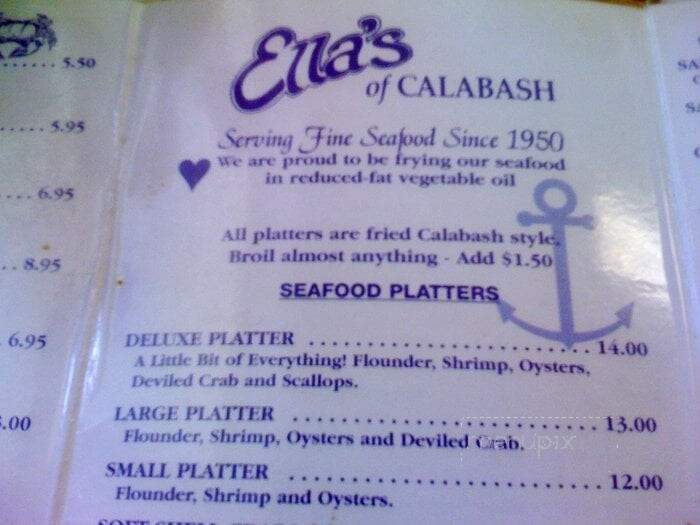 ..... 5.50
.... 5.95
... 6.95
.. 8.95
. 6.95
.00
Ella's
of CALABASH
Serving Fine Seafood Since 1950
We are proud to be frying our seafood
in reduced-fat vegetable oil
All platters are fried Calabash style.
Broil almost anything - Add $1.50
SEAFOOD PLATTERS
DELUXE PLATTER ........................... 14.00
A Little Bit of Everything! Flounder, Shrimp, Oysters,
Deviled Crab and Scallops.
LARGE PLATTER ............................. 13.00
Flounder, Shrimp, Oysters and Deviled Crab.
SMALL PLATTER ............................. 12.00
Flounder, Shrimp and Oysters.
SA
SA